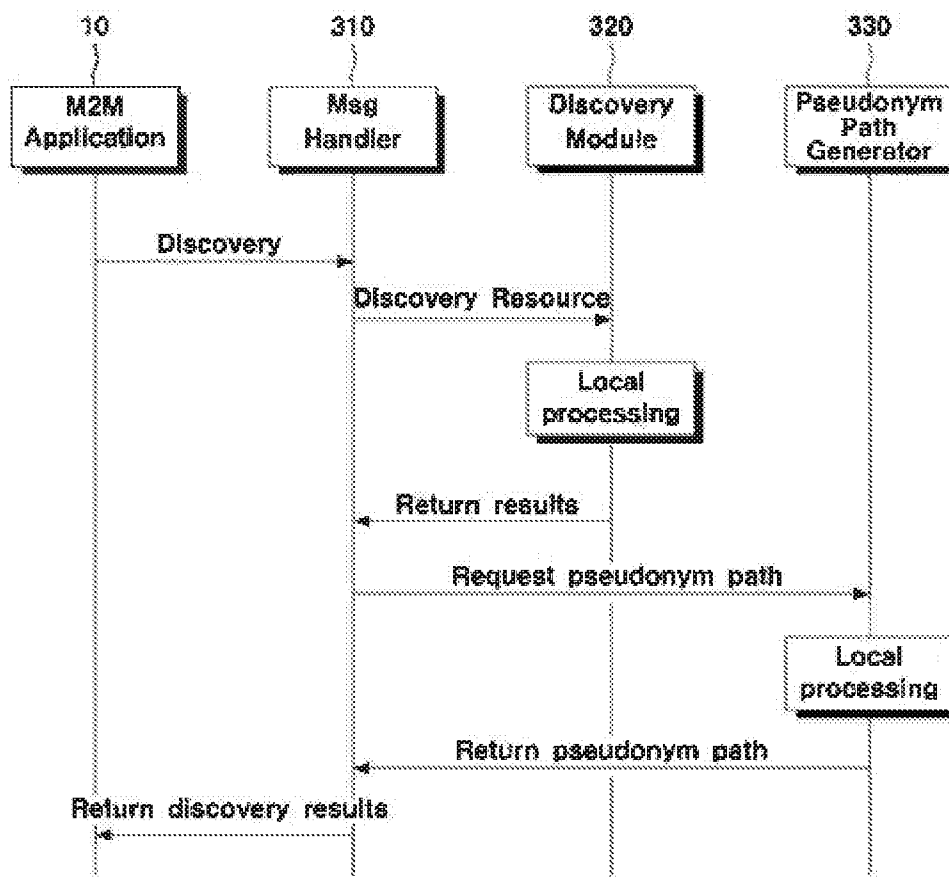 10 310 320 330
M2M
Application
Msg
Handler
Discovery
Module
Pseudonym
Path
Generator
Discovery
Discovery Resource
Local
processing
Return results
Request pseudonym path
Local
processing
Return pseudonym path
Return discovery results